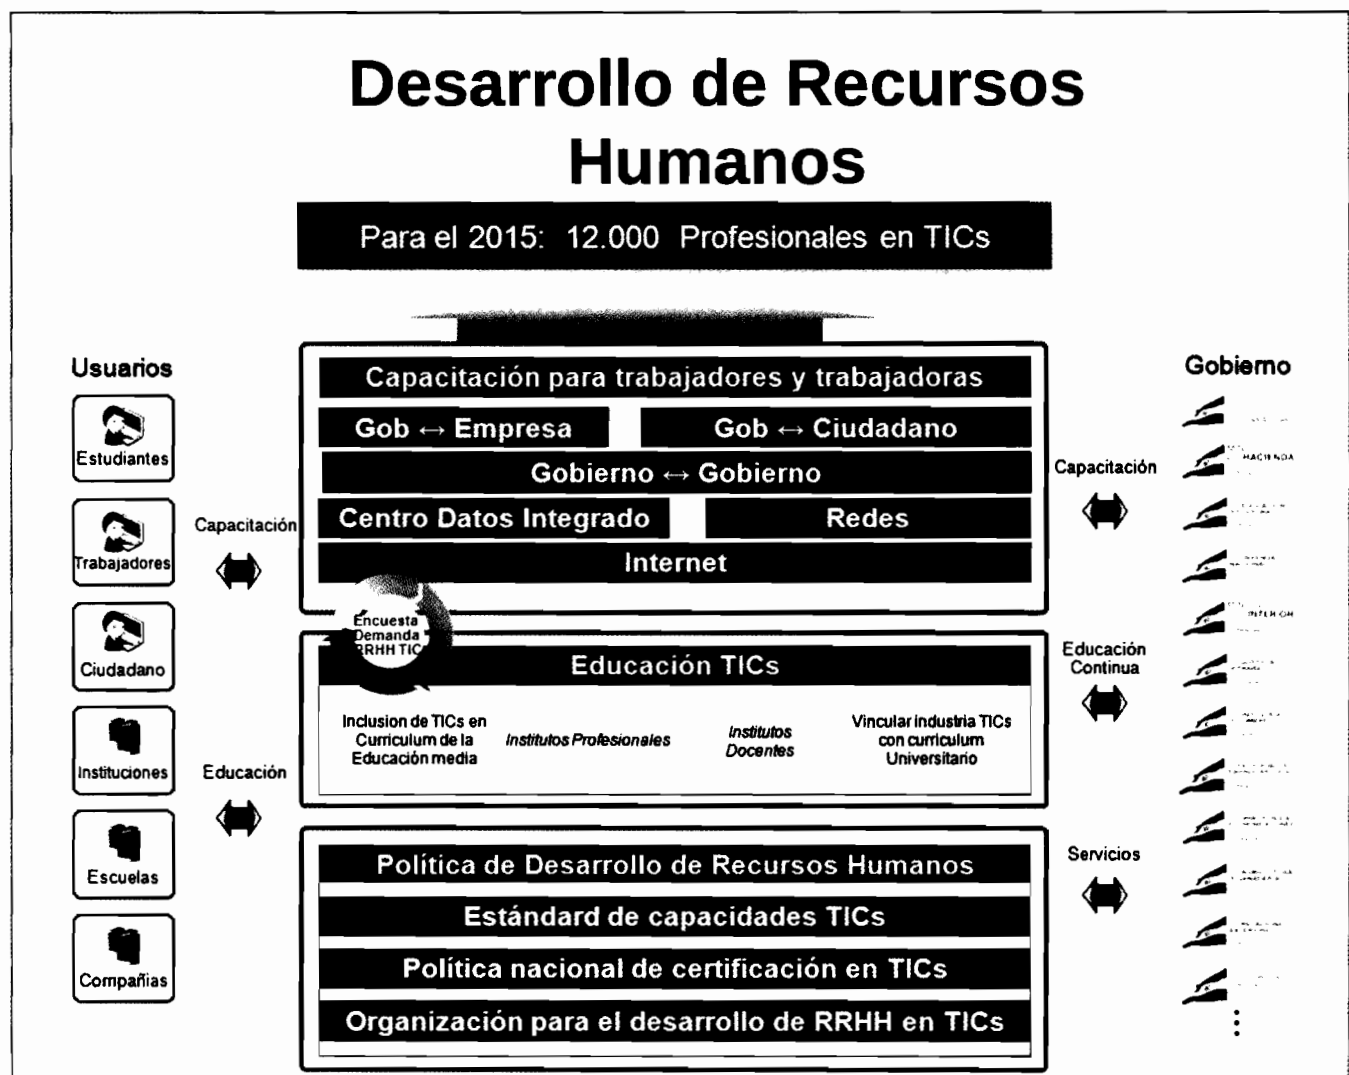 Desarrollo de Recursos
Humanos
Para el 2015: 12.000 Profesionales en TICs
Usuarios
Estudiantes
Trabajadores
Ciudadano
Instituciones
Escuelas
Compañias
Capacitación
Educación
Capacitación para trabajadores y trabajadoras
Gob ↔ Empresa
Gob ↔ Ciudadano
Gobierno ↔ Gobierno
Centro Datos Integrado
Redes
Internet
Encuesta
Demanda
RRHH TIC
Educación TICs
Inclusion de TICs en
Curriculum de la
Educación media
Institutos Profesionales
Institutos
Docentes
Vincular industria TICs
con curriculum
Universitario
Política de Desarrollo de Recursos Humanos
Estándard de capacidades TICs
Política nacional de certificación en TICs
Organización para el desarrollo de RRHH en TICs
Capacitación
Educación
Continua
Servicios
Gobierno
HACIENDA
INTERIOR